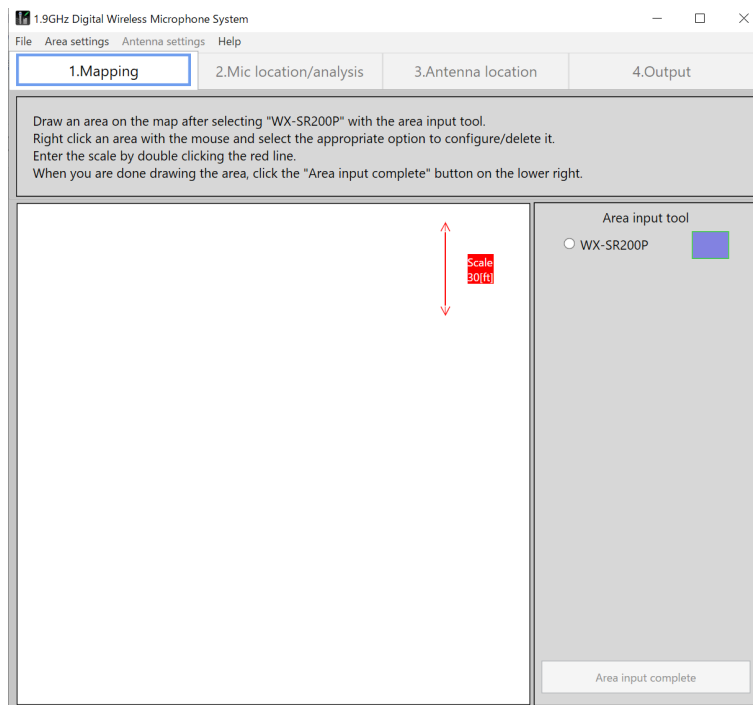 1.9GHz Digital Wireless Microphone System
File Area settings Antenna settings Help
1.Mapping 2.Mic location/analysis 3.Antenna location 4.Output
Draw an area on the map after selecting "WX-SR200P" with the area input tool.
Right click an area with the mouse and select the appropriate option to configure/delete it.
Enter the scale by double clicking the red line.
When you are done drawing the area, click the "Area input complete" button on the lower right.
Scale
30[ft]
Area input tool
WX-SR200P
Area input complete